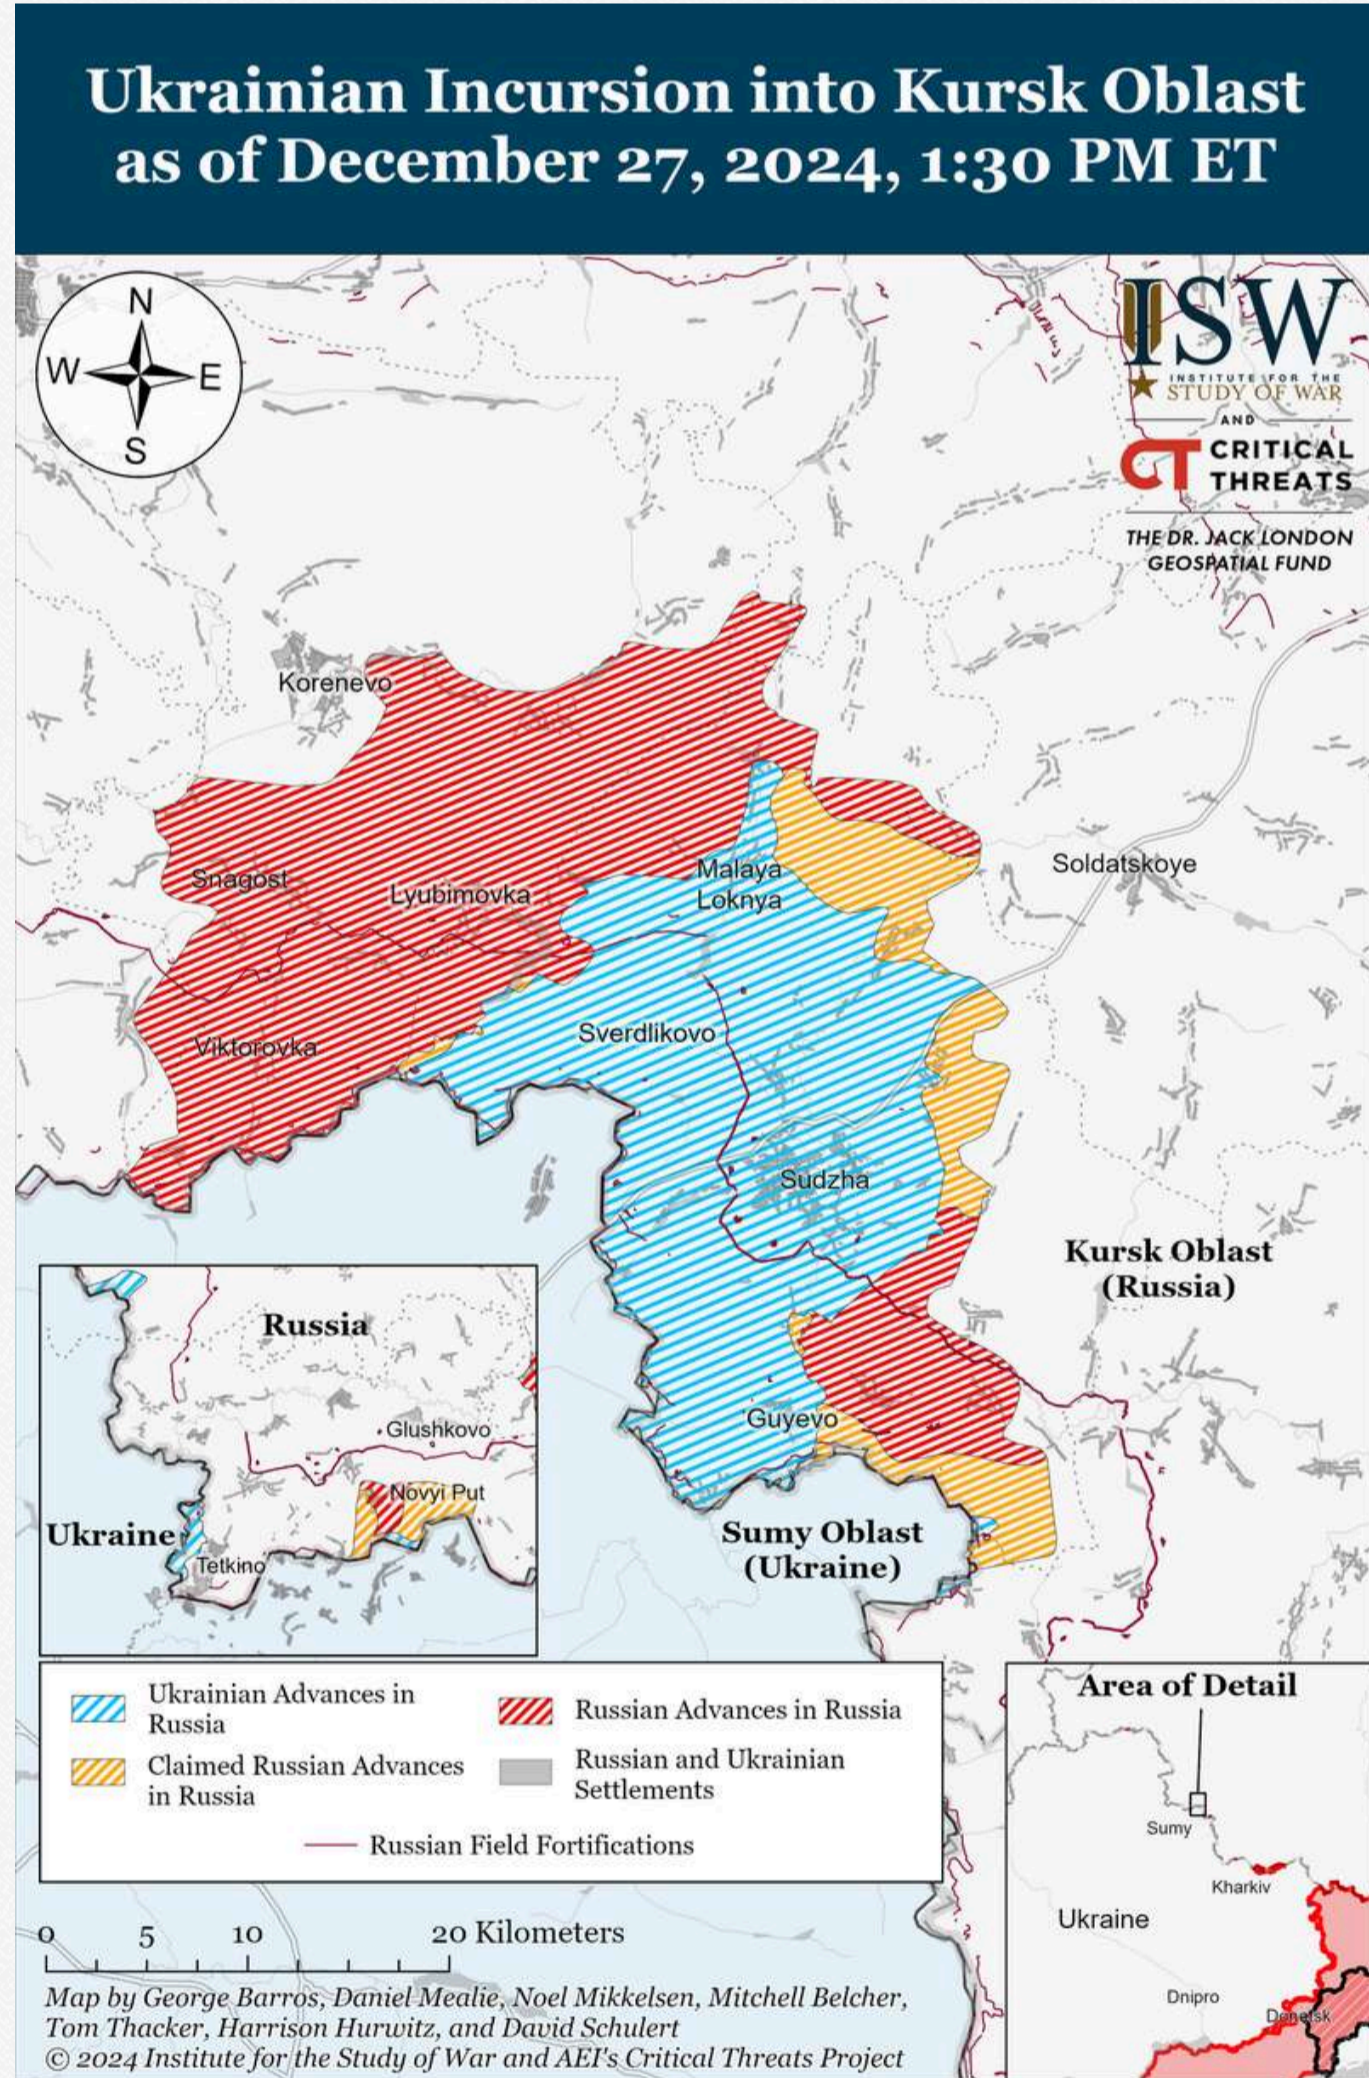 Ukrainian Incursion into Kursk Oblast
as of December 27, 2024, 1:30 PM ET
N
W
E
S
ISW
INSTITUTE FOR THE
STUDY OF WAR
AND
CT CRITICAL
THREATS
THE DR. JACK LONDON
GEOSPATIAL FUND
Korenevo
Soldatskoye
Malaya
Loknya
Snagost
Lyubimovka
Sverdlikovo
Viktorovka
Sudzha
Kursk Oblast
(Russia)
Guyevo
Sumy Oblast
(Ukraine)
Russia
Glushkovo
Novyi Put
Ukraine
Tetkino
Ukrainian Advances in
Russia
Russian Advances in Russia
Claimed Russian Advances
in Russia
Russian and Ukrainian
Settlements
Russian Field Fortifications
Area of Detail
Sumy
Kharkiv
Ukraine
Dnipro
Donetsk
0 5 10 20 Kilometers
Map by George Barros, Daniel Mealie, Noel Mikkelsen, Mitchell Belcher,
Tom Thacker, Harrison Hurwitz, and David Schulert
© 2024 Institute for the Study of War and AEI's Critical Threats Project